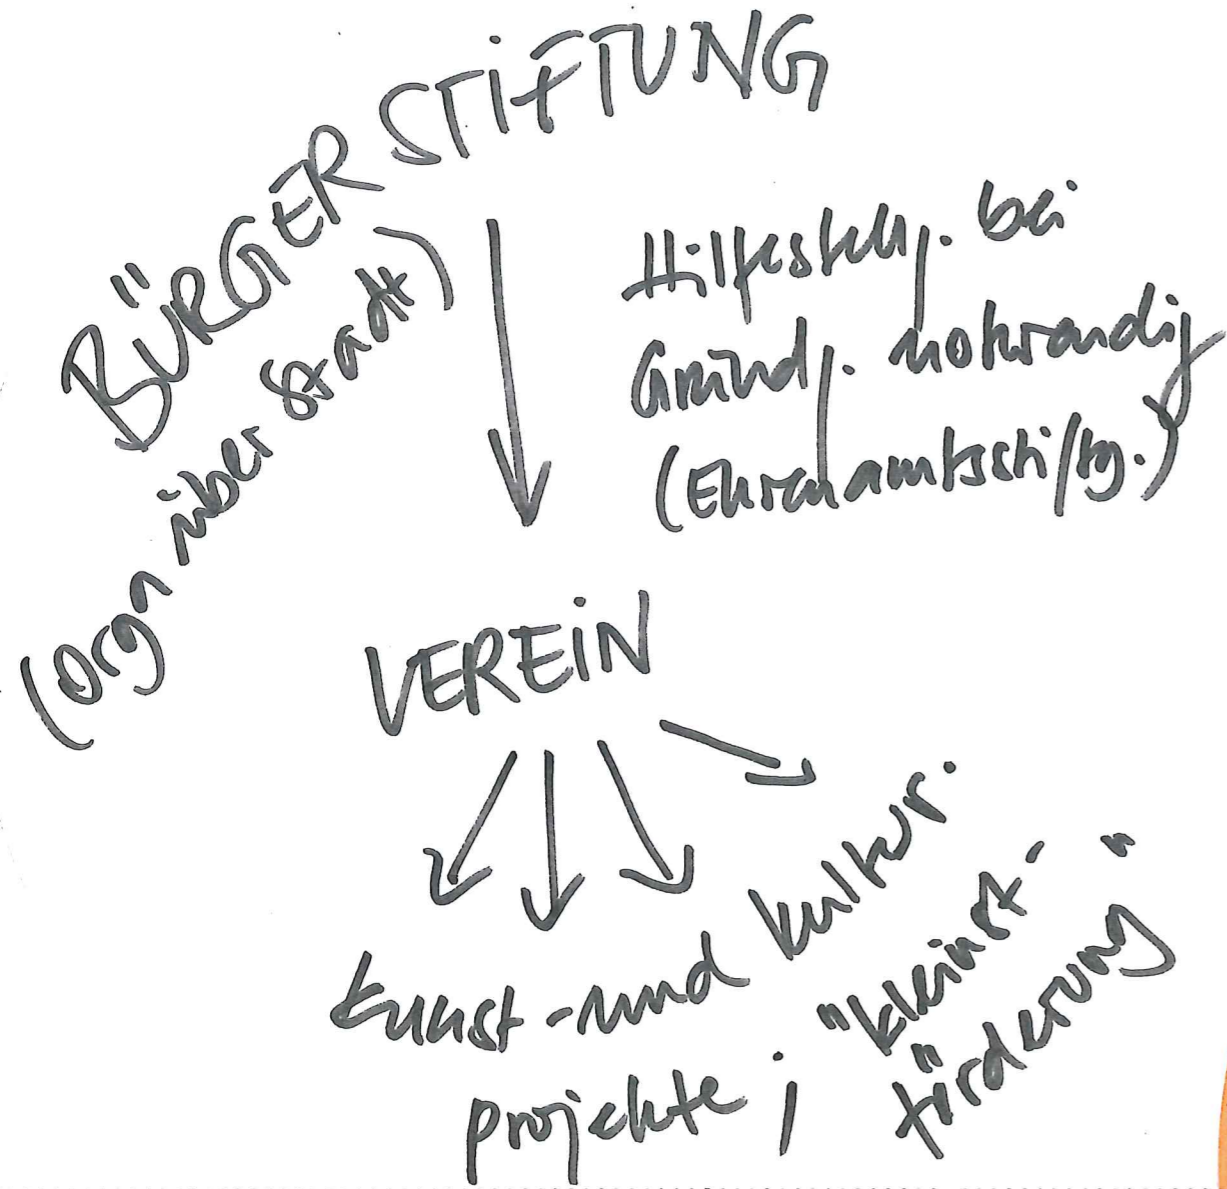 BÜRGERSTIFTUNG
(Orga über Stadt)
Hilfestellg. bei
Gründg. notwendig
(Ehrenamtsstiftg.)
VEREIN
Kunst- und Kultur.
projekte; "Kleinst-
förderung"